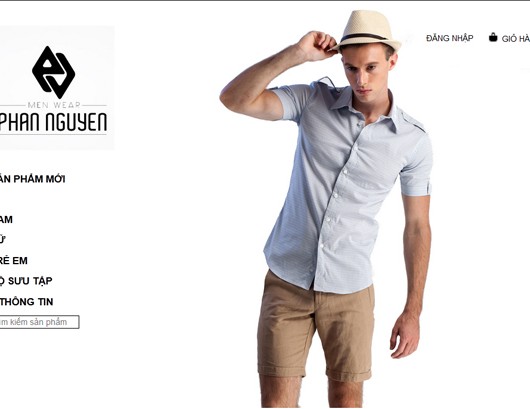 ĐĂNG NHẬP
GIỎ HÀ
MEN WEAR
PHAN NGUYEN
ẢN PHẨM MỚI
AM
Ữ
RẺ EM
Ộ SƯU TẬP
THÔNG TIN
ìm kiếm sản phẩm